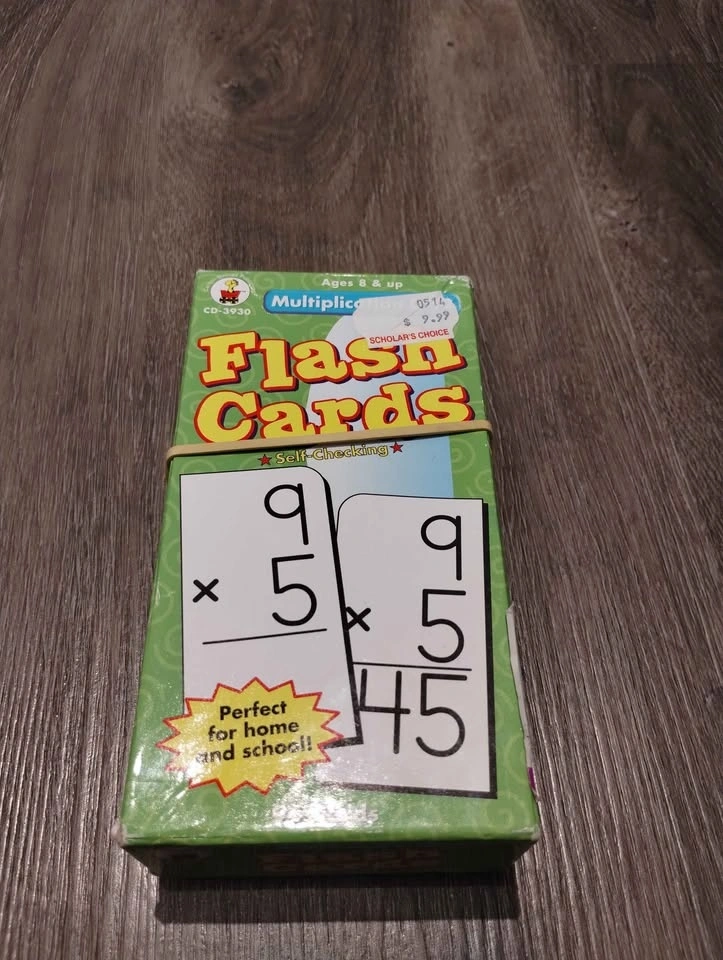 Ages 8 & up
CD-3930
Multiplic
0514
$ 9.99
SCHOLAR'S CHOICE
Flash
Cards
★ Self-Checking ★
9
× 5
9
× 5
45
Perfect
for home
and school!